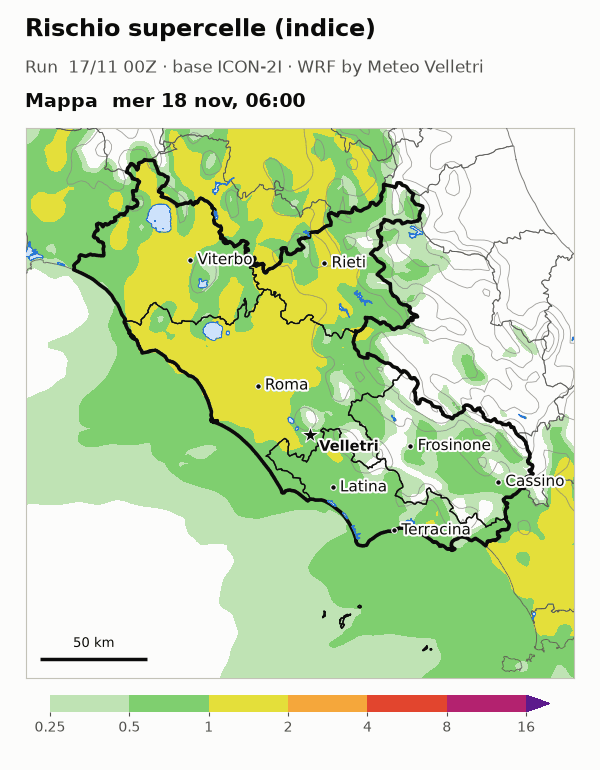 Rischio supercelle (indice)
Run  17/11 00Z · base ICON-2I · WRF by Meteo Velletri
Mappa  mer 18 nov, 06:00
Viterbo
Rieti
Roma
Velletri
Frosinone
Cassino
Latina
Terracina
50 km
0.25 0.5 1 2 4 8 16